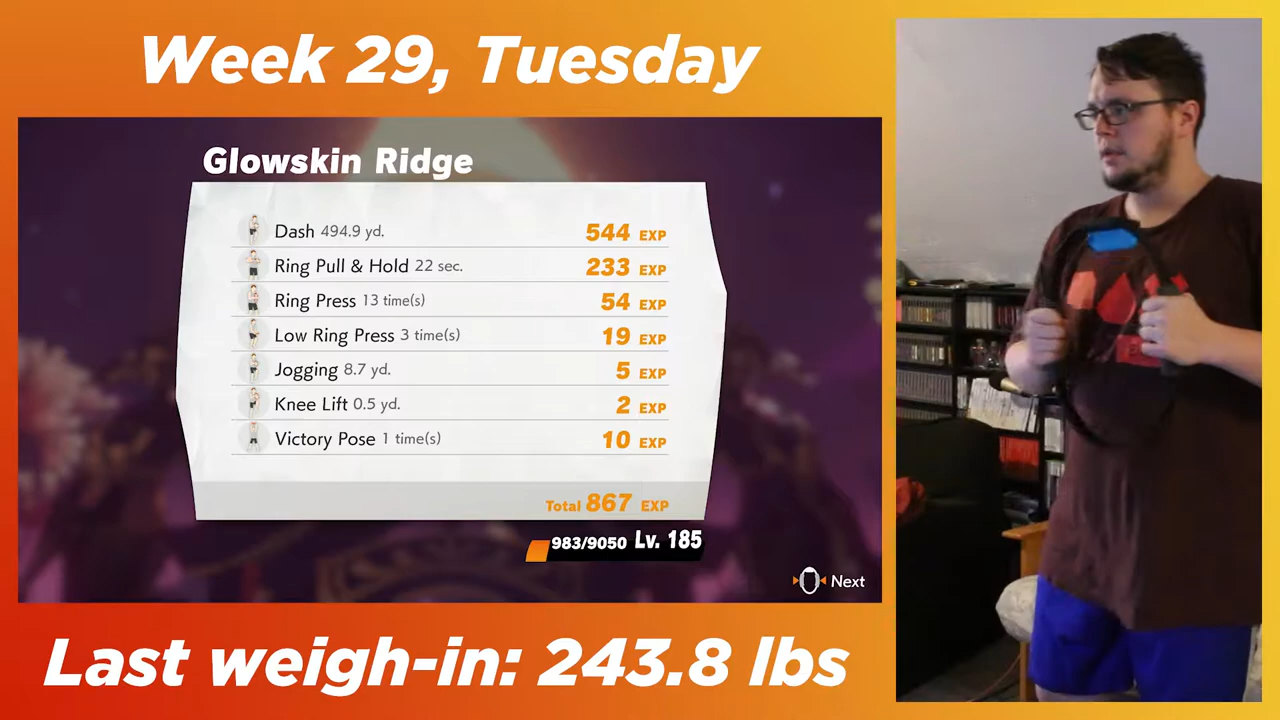 Week 29, Tuesday
Glowskin Ridge
Dash 494.9 yd. 544 EXP
Ring Pull & Hold 22 sec. 233 EXP
Ring Press 13 time(s) 54 EXP
Low Ring Press 3 time(s) 19 EXP
Jogging 8.7 yd. 5 EXP
Knee Lift 0.5 yd. 2 EXP
Victory Pose 1 time(s) 10 EXP
Total 867 EXP
983/9050 Lv. 185
Next
Last weigh-in: 243.8 lbs